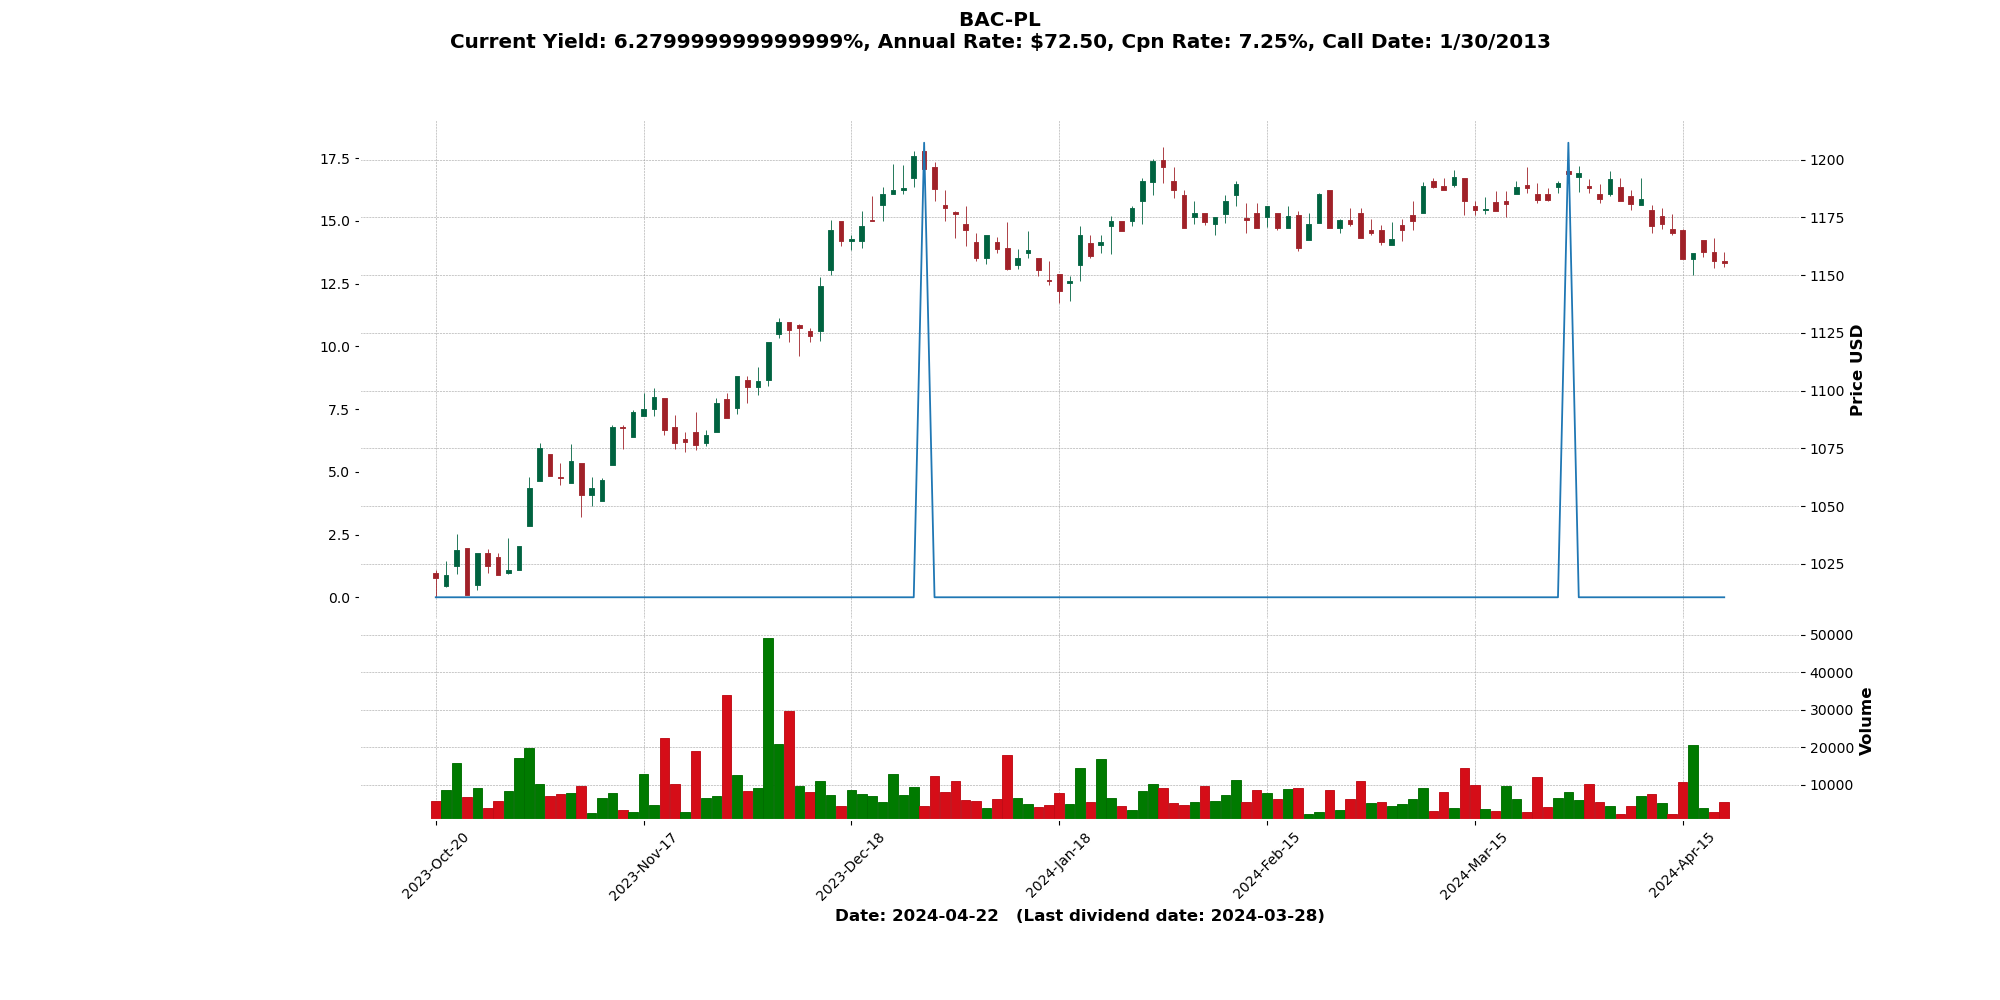 BAC-PL
Current Yield: 6.279999999999999%, Annual Rate: $72.50, Cpn Rate: 7.25%, Call Date: 1/30/2013
17.5
15.0
12.5
10.0
7.5
5.0
2.5
0.0
1200
1175
1150
1125
1100
1075
1050
1025
Price USD
50000
40000
30000
20000
10000
Volume
2023-Oct-20
2023-Nov-17
2023-Dec-18
2024-Jan-18
2024-Feb-15
2024-Mar-15
2024-Apr-15
Date: 2024-04-22 (Last dividend date: 2024-03-28)